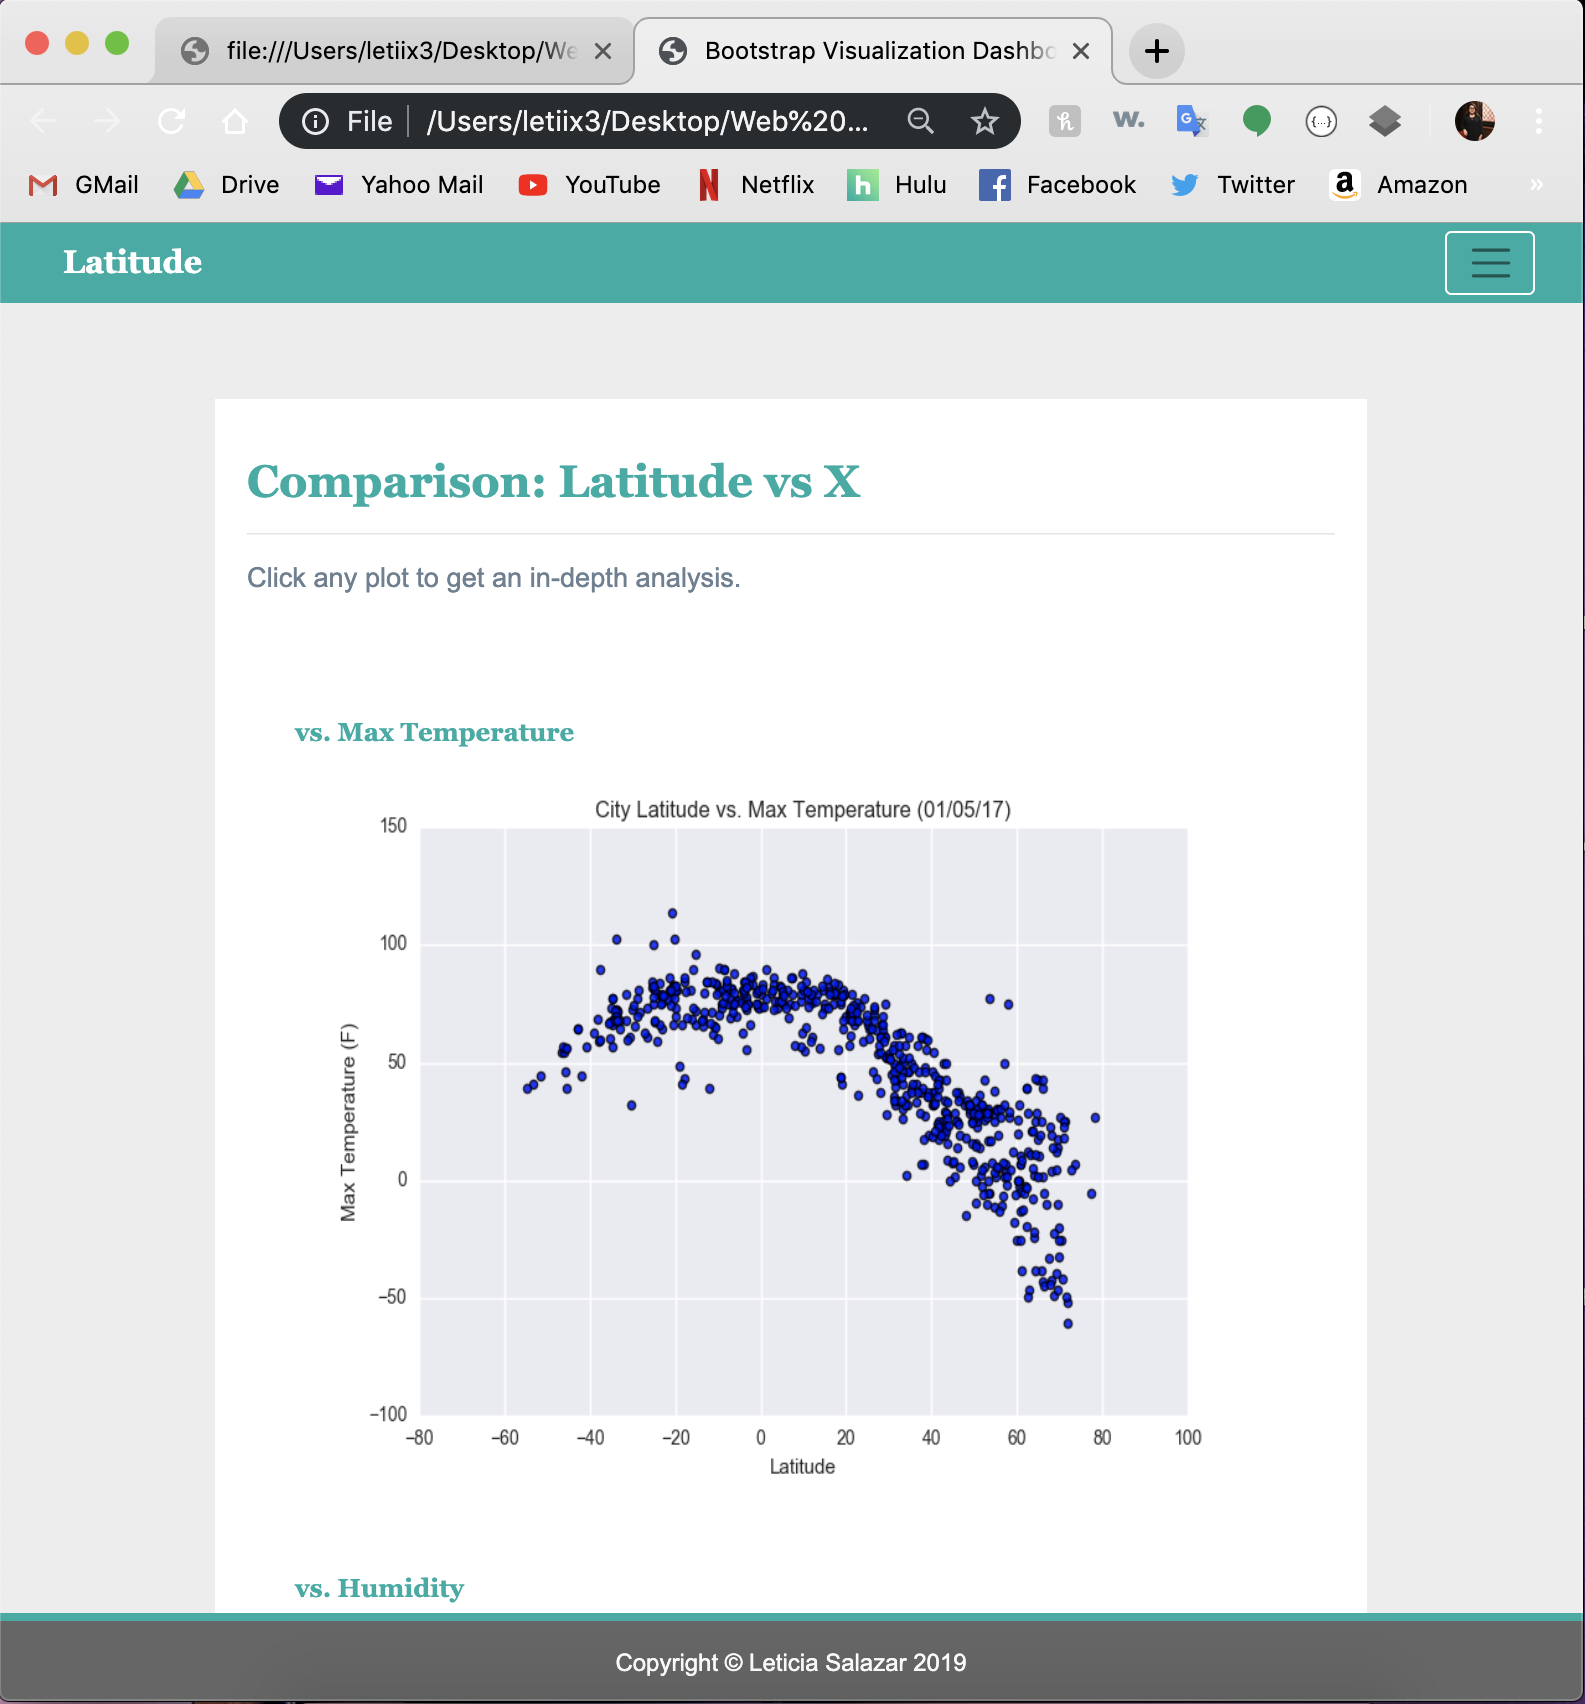 file:///Users/letiix3/Desktop/We
Bootstrap Visualization Dashbo
File /Users/letiix3/Desktop/Web%20...
GMail Drive Yahoo Mail YouTube Netflix Hulu Facebook Twitter Amazon »
Latitude
Comparison: Latitude vs X
Click any plot to get an in-depth analysis.
vs. Max Temperature
City Latitude vs. Max Temperature (01/05/17)
150
100
50
0
−50
−100
Max Temperature (F)
−80 −60 −40 −20 0 20 40 60 80 100
Latitude
vs. Humidity
Copyright © Leticia Salazar 2019